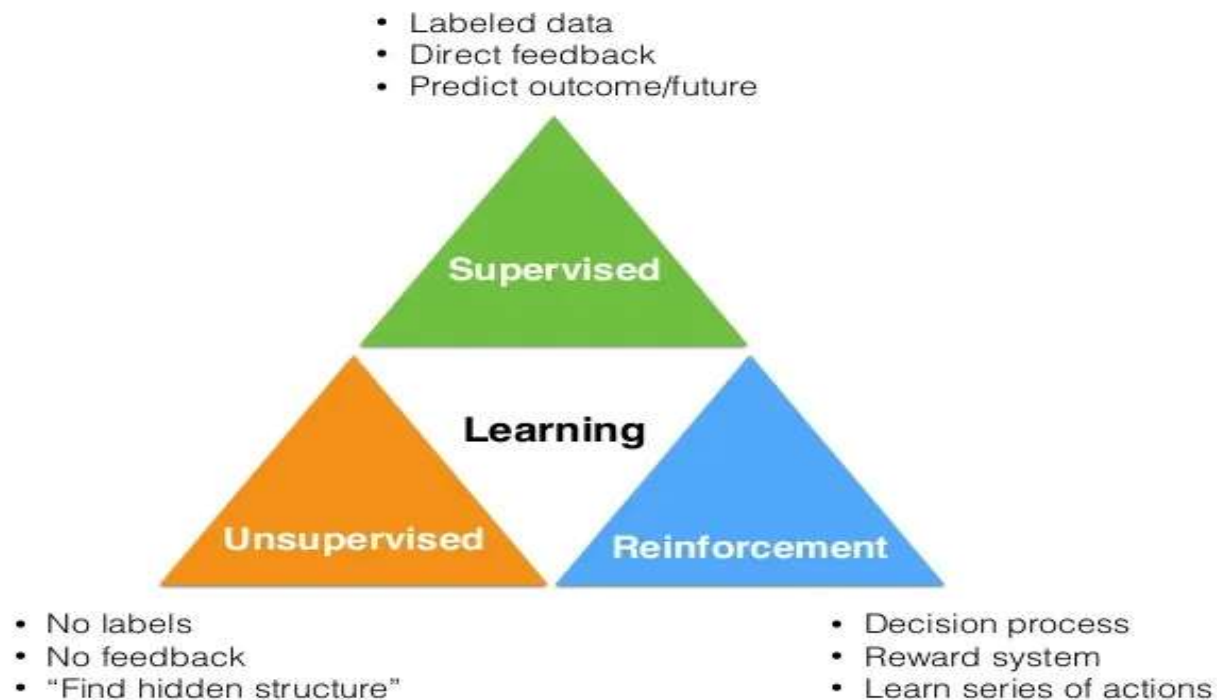 • Labeled data
• Direct feedback
• Predict outcome/future
Supervised
Learning
Unsupervised
Reinforcement
• No labels
• No feedback
• “Find hidden structure”
• Decision process
• Reward system
• Learn series of actions